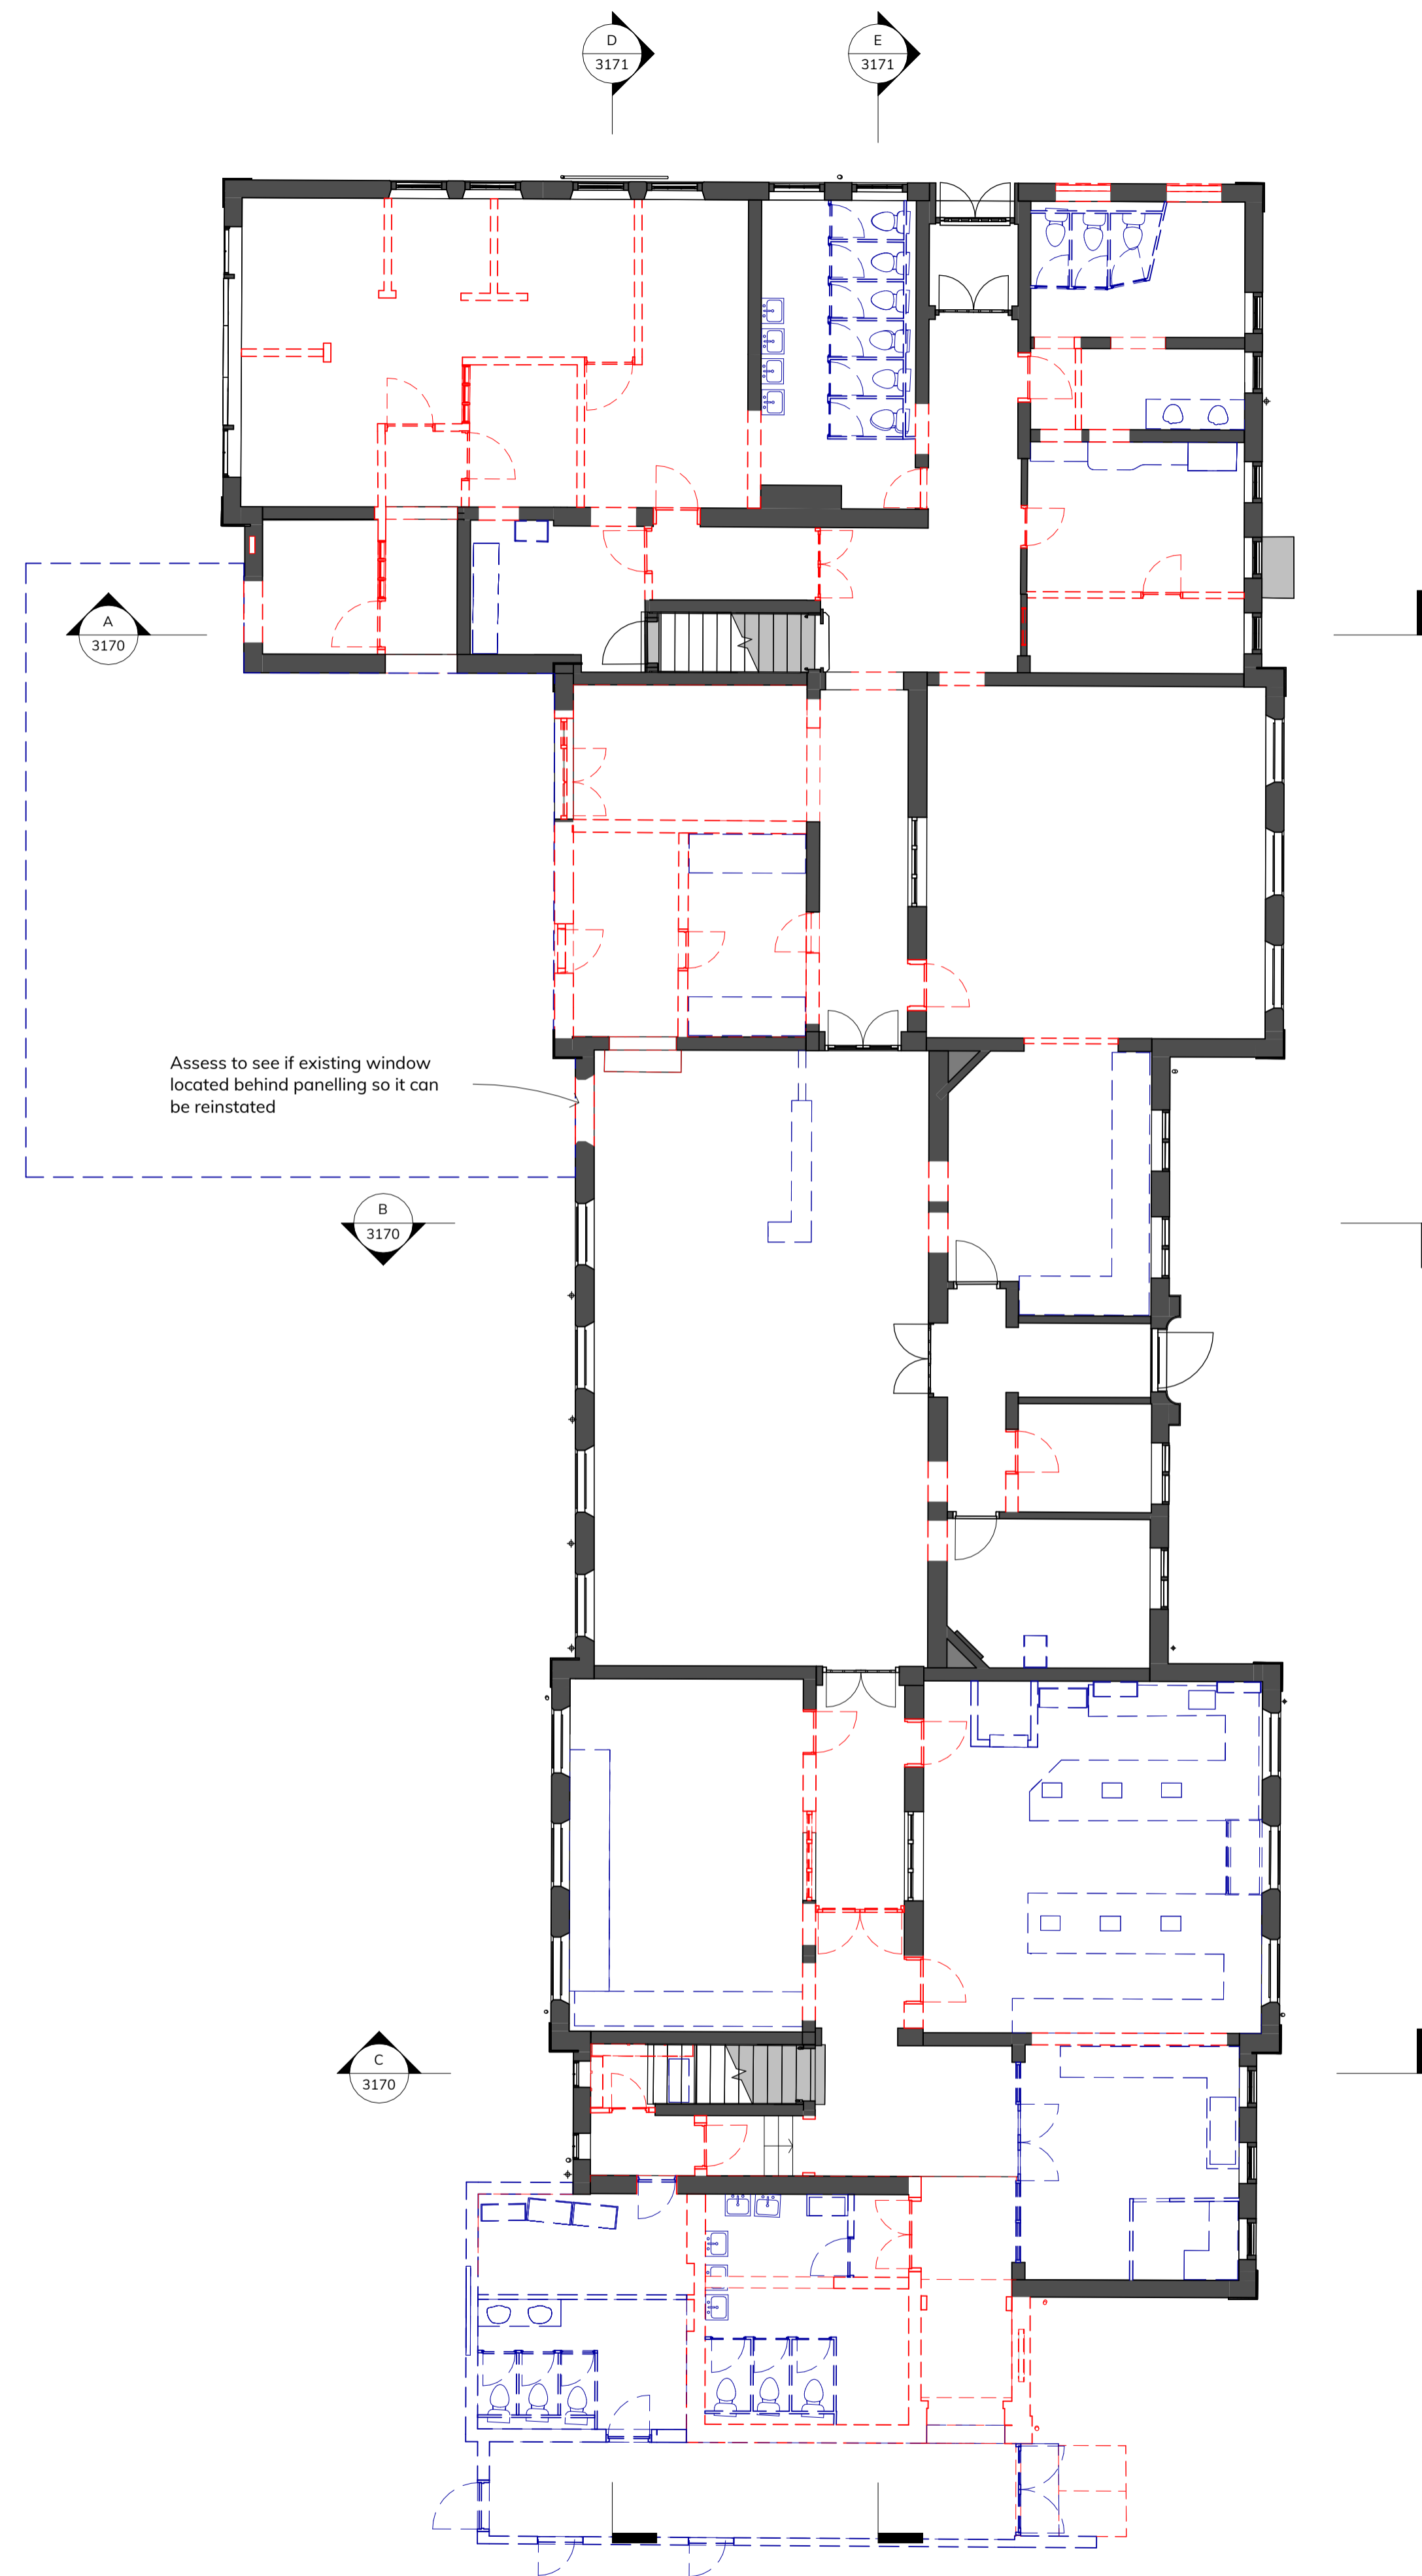 D
3171
E
3171
A
3170
Assess to see if existing window
located behind panelling so it can
be reinstated
B
3170
C
3170